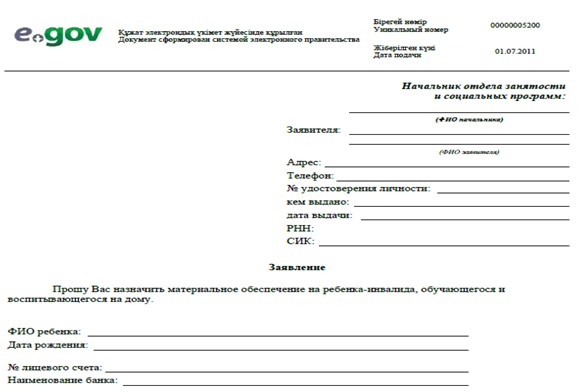 e.gov
Құжат электрондық үкімет жүйесінде құрылған
Документ сформирован системой электронного правительства
Бірегей нөмір
Уникальный номер
00000005200
Жіберілген күні
Дата подачи
01.07.2011
Начальник отдела занятости
и социальных программ:
(ФИО начальника)
Заявителя:
(ФИО заявителя)
Адрес:
Телефон:
№ удостоверения личности:
кем выдано:
дата выдачи:
РНН:
СИК:
Заявление
Прошу Вас назначить материальное обеспечение на ребенка-инвалида, обучающегося и
воспитывающегося на дому.
ФИО ребенка:
Дата рождения:
№ лицевого счета:
Наименование банка: